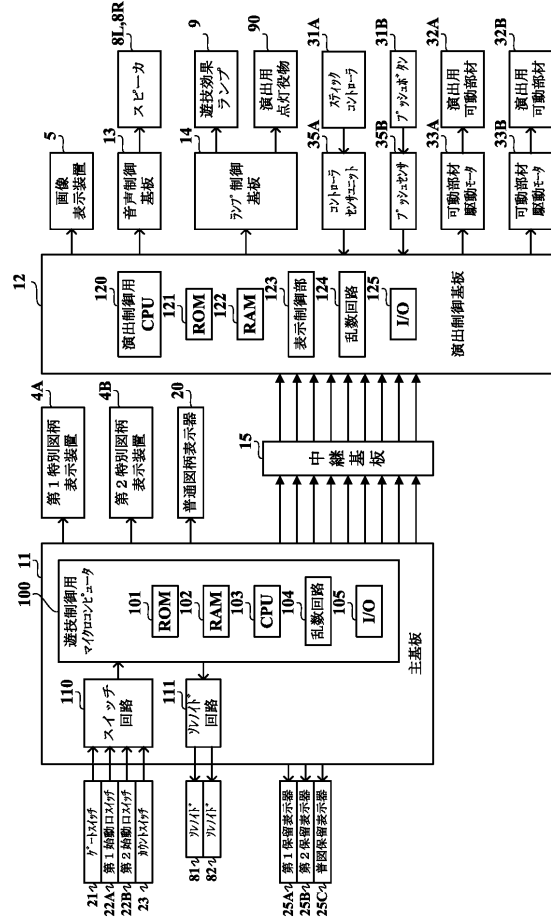 21
ゲートスイッチ
22A
第1始動口スイッチ
22B
第2始動口スイッチ
23
カウントスイッチ
81
ソレノイド
82
ソレノイド
25A
第1保留表示器
25B
第2保留表示器
25C
普図保留表示器
11
主基板
110
スイッチ
回路
111
ソレノイド
回路
100
遊技制御用
マイクロコンピュータ
101
ROM
102
RAM
103
CPU
104
乱数回路
105
I/O
4A
第1特別図柄
表示装置
4B
第2特別図柄
表示装置
20
普通図柄表示器
15
中継
基板
12
演出制御基板
120
演出制御用
CPU
121
ROM
122
RAM
123
表示制御部
124
乱数回路
125
I/O
5
画像
表示装置
13
音声制御
基板
8L,8R
スピーカ
14
ランプ制御
基板
9
遊技効果
ランプ
90
演出用
点灯役物
35A
コントローラ
センサユニット
31A
スティック
コントローラ
35B
プッシュセンサ
31B
プッシュボタン
33A
可動部材
駆動モータ
32A
演出用
可動部材
33B
可動部材
駆動モータ
32B
演出用
可動部材